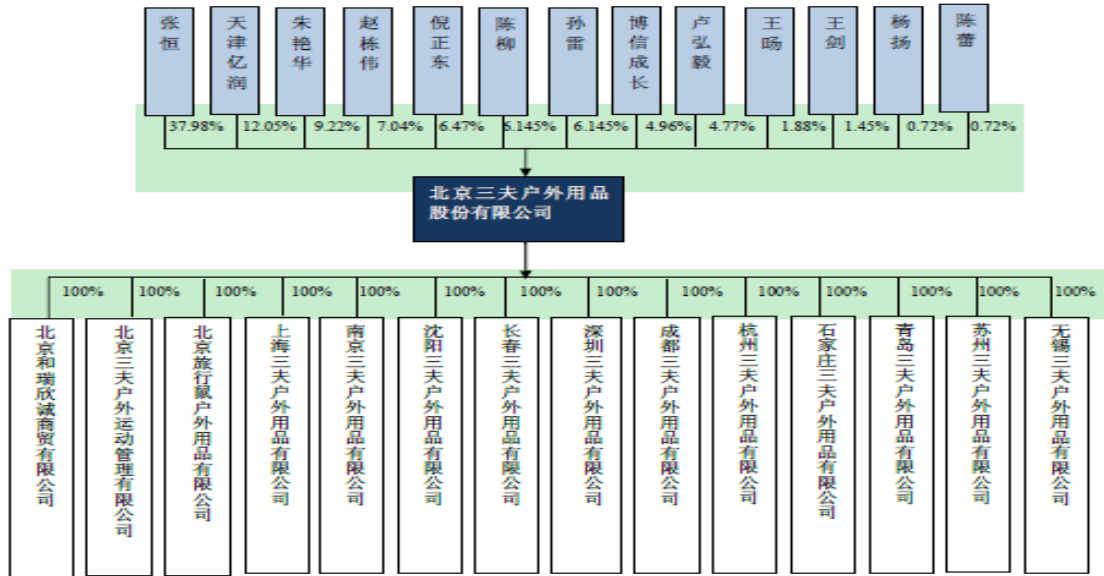 张恒
天津亿润
朱艳华
赵栋伟
倪正东
陈柳
孙雷
博信成长
卢弘毅
王旸
王剑
杨扬
陈蕾
37.98% 12.05% 9.22% 7.04% 6.47% 6.145% 6.145% 4.96% 4.77% 1.88% 1.45% 0.72% 0.72%
北京三夫户外用品
股份有限公司
100% 100% 100% 100% 100% 100% 100% 100% 100% 100% 100% 100% 100% 100%
北京和瑞欣诚商贸有限公司
北京三夫户外运动管理有限公司
北京旅行鼠户外用品有限公司
上海三夫户外用品有限公司
南京三夫户外用品有限公司
沈阳三夫户外用品有限公司
长春三夫户外用品有限公司
深圳三夫户外用品有限公司
成都三夫户外用品有限公司
杭州三夫户外用品有限公司
石家庄三夫户外用品有限公司
青岛三夫户外用品有限公司
苏州三夫户外用品有限公司
无锡三夫户外用品有限公司